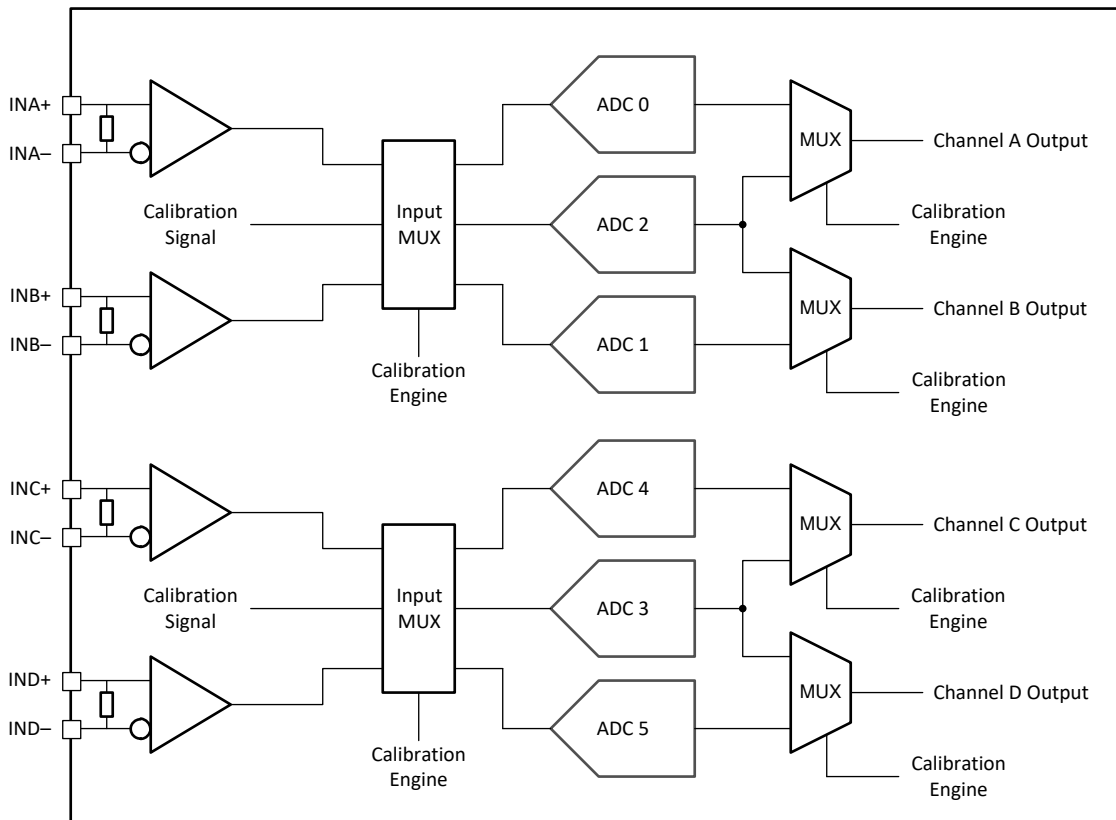 INA+
INA–
ADC 0
MUX
Channel A Output
Calibration
Signal
Input
MUX
ADC 2
Calibration
Engine
INB+
INB–
MUX
Channel B Output
ADC 1
Calibration
Engine
Calibration
Engine
INC+
INC–
ADC 4
MUX
Channel C Output
Calibration
Signal
Input
MUX
ADC 3
Calibration
Engine
IND+
IND–
MUX
Channel D Output
ADC 5
Calibration
Engine
Calibration
Engine